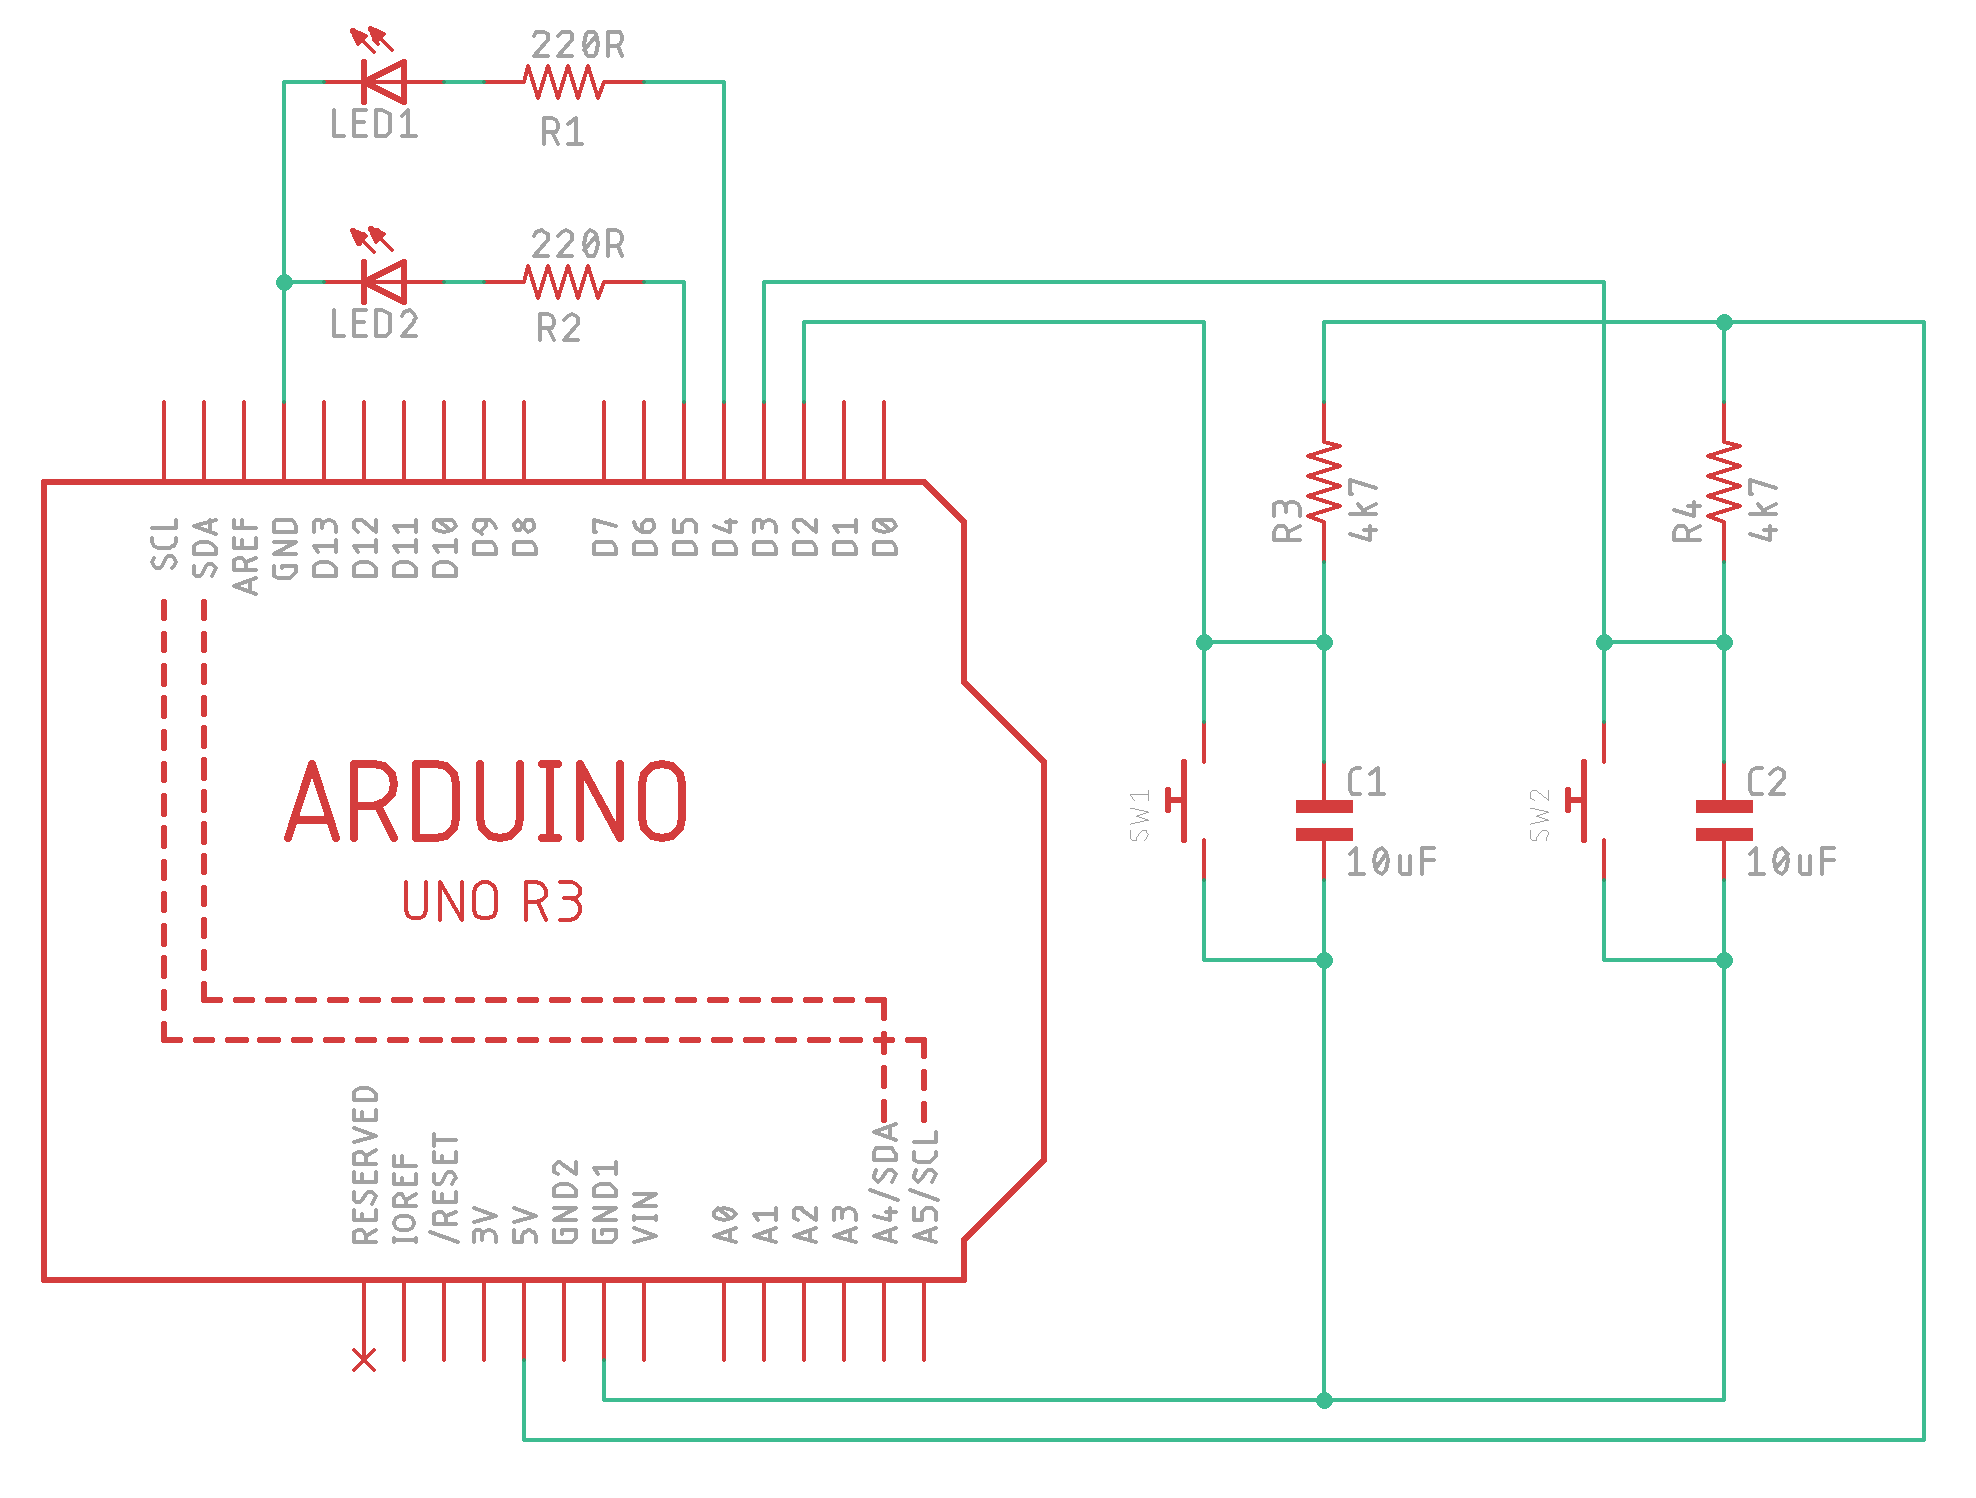 220R
LED1
R1
220R
LED2
R2
SCL
SDA
AREF
GND
D13
D12
D11
D10
D9
D8
D7
D6
D5
D4
D3
D2
D1
D0
R3
4k7
R4
4k7
ARDUINO
UNO R3
SW1
C1
10uF
SW2
C2
10uF
RESERVED
IOREF
/RESET
3V
5V
GND2
GND1
VIN
A0
A1
A2
A3
A4/SDA
A5/SCL